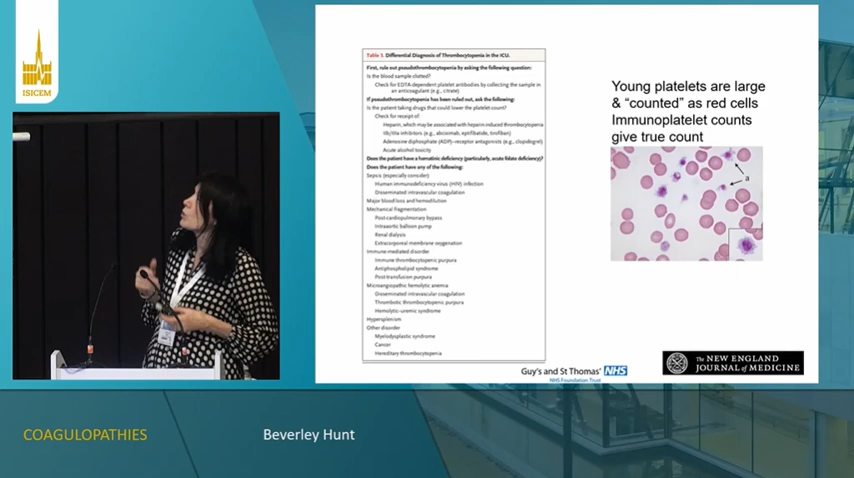 ISICEM
Table 3. Differential Diagnosis of Thrombocytopenia in the ICU.
First, rule out pseudothrombocytopenia by asking the following question:
Is the blood sample clotted?
Check for EDTA-dependent platelet antibodies by collecting the sample in
an anticoagulant (e.g., citrate)
If pseudothrombocytopenia has been ruled out, ask the following:
Is the patient taking drugs that could lower the platelet count?
Check for receipt of:
Heparin, which may be associated with heparin-induced thrombocytopenia
IIb/IIIa inhibitors (e.g., abciximab, eptifibatide, tirofiban)
Adenosine diphosphate (ADP)–receptor antagonists (e.g., clopidogrel)
Acute alcohol toxicity
Does the patient have a hematinic deficiency (particularly, acute folate deficiency)?
Does the patient have any of the following:
Sepsis (especially consider)
Human immunodeficiency virus (HIV) infection
Disseminated intravascular coagulation
Major blood loss and hemodilution
Mechanical fragmentation
Post-cardiopulmonary bypass
Intraaortic balloon pump
Renal dialysis
Extracorporeal membrane oxygenation
Immune-mediated disorder
Immune thrombocytopenic purpura
Antiphospholipid syndrome
Post-transfusion purpura
Microangiopathic hemolytic anemia
Disseminated intravascular coagulation
Thrombotic thrombocytopenic purpura
Hemolytic-uremic syndrome
Hypersplenism
Other disorder
Myelodysplastic syndrome
Cancer
Hereditary thrombocytopenia
Young platelets are large
& “counted” as red cells
Immunoplatelet counts
give true count
a
Guy's and St Thomas' NHS
NHS Foundation Trust
The NEW ENGLAND
JOURNAL of MEDICINE
COAGULOPATHIES
Beverley Hunt